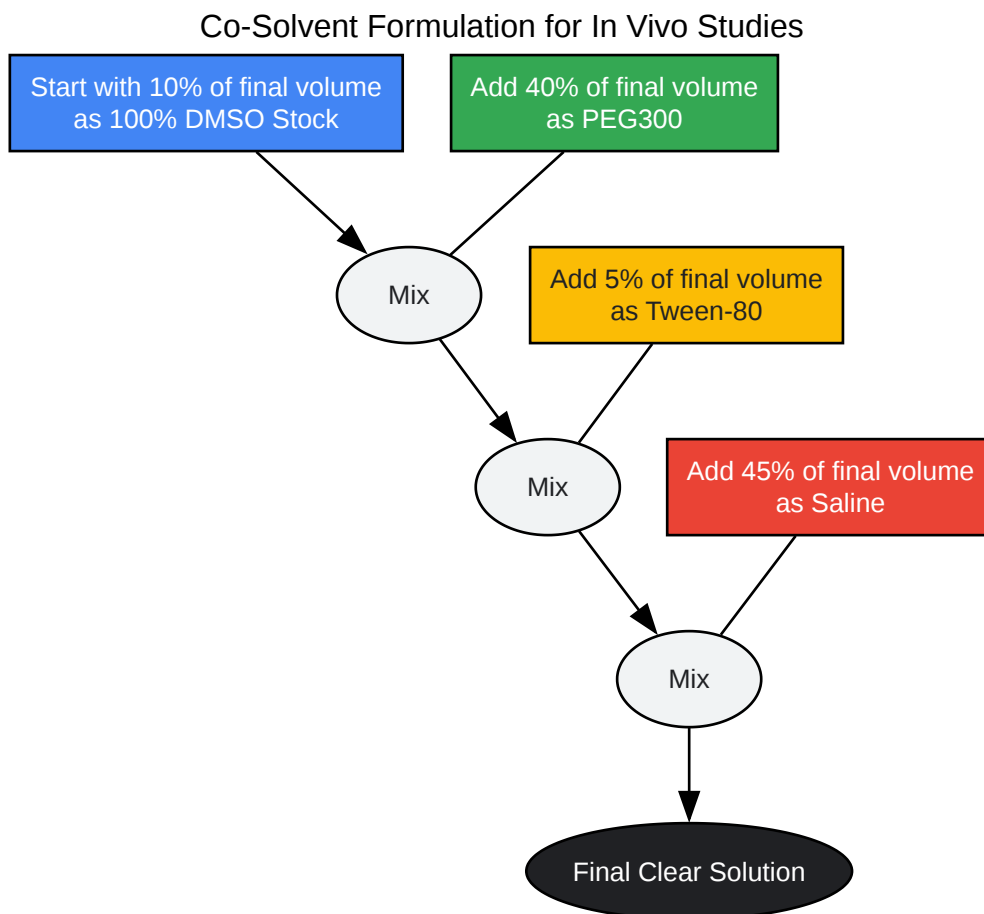 Co-Solvent Formulation for In Vivo Studies
Start with 10% of final volume
as 100% DMSO Stock
Add 40% of final volume
as PEG300
Mix
Add 5% of final volume
as Tween-80
Mix
Add 45% of final volume
as Saline
Mix
Final Clear Solution